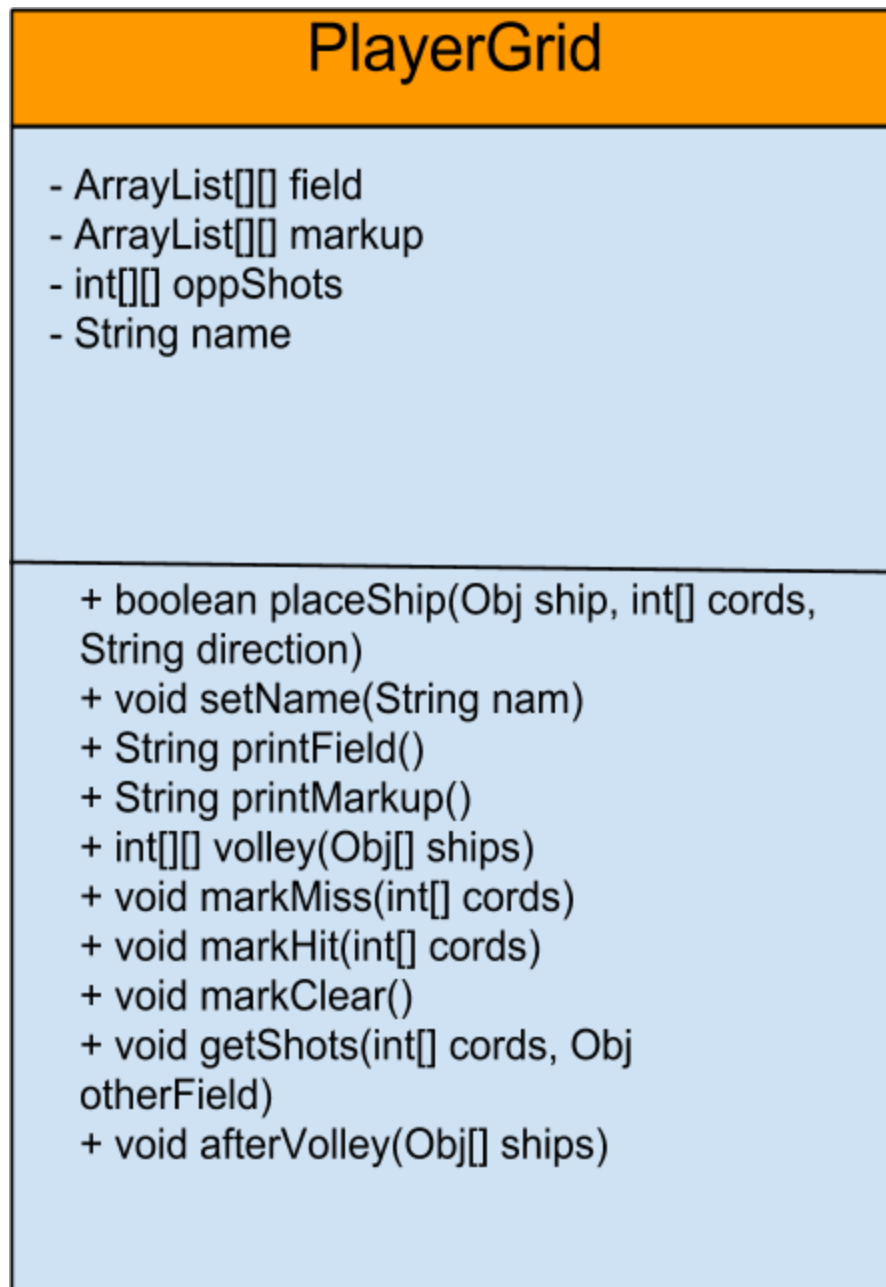 PlayerGrid
- ArrayList[][] field
- ArrayList[][] markup
- int[][] oppShots
- String name
+ boolean placeShip(Obj ship, int[] cords,
String direction)
+ void setName(String nam)
+ String printField()
+ String printMarkup()
+ int[][] volley(Obj[] ships)
+ void markMiss(int[] cords)
+ void markHit(int[] cords)
+ void markClear()
+ void getShots(int[] cords, Obj
otherField)
+ void afterVolley(Obj[] ships)